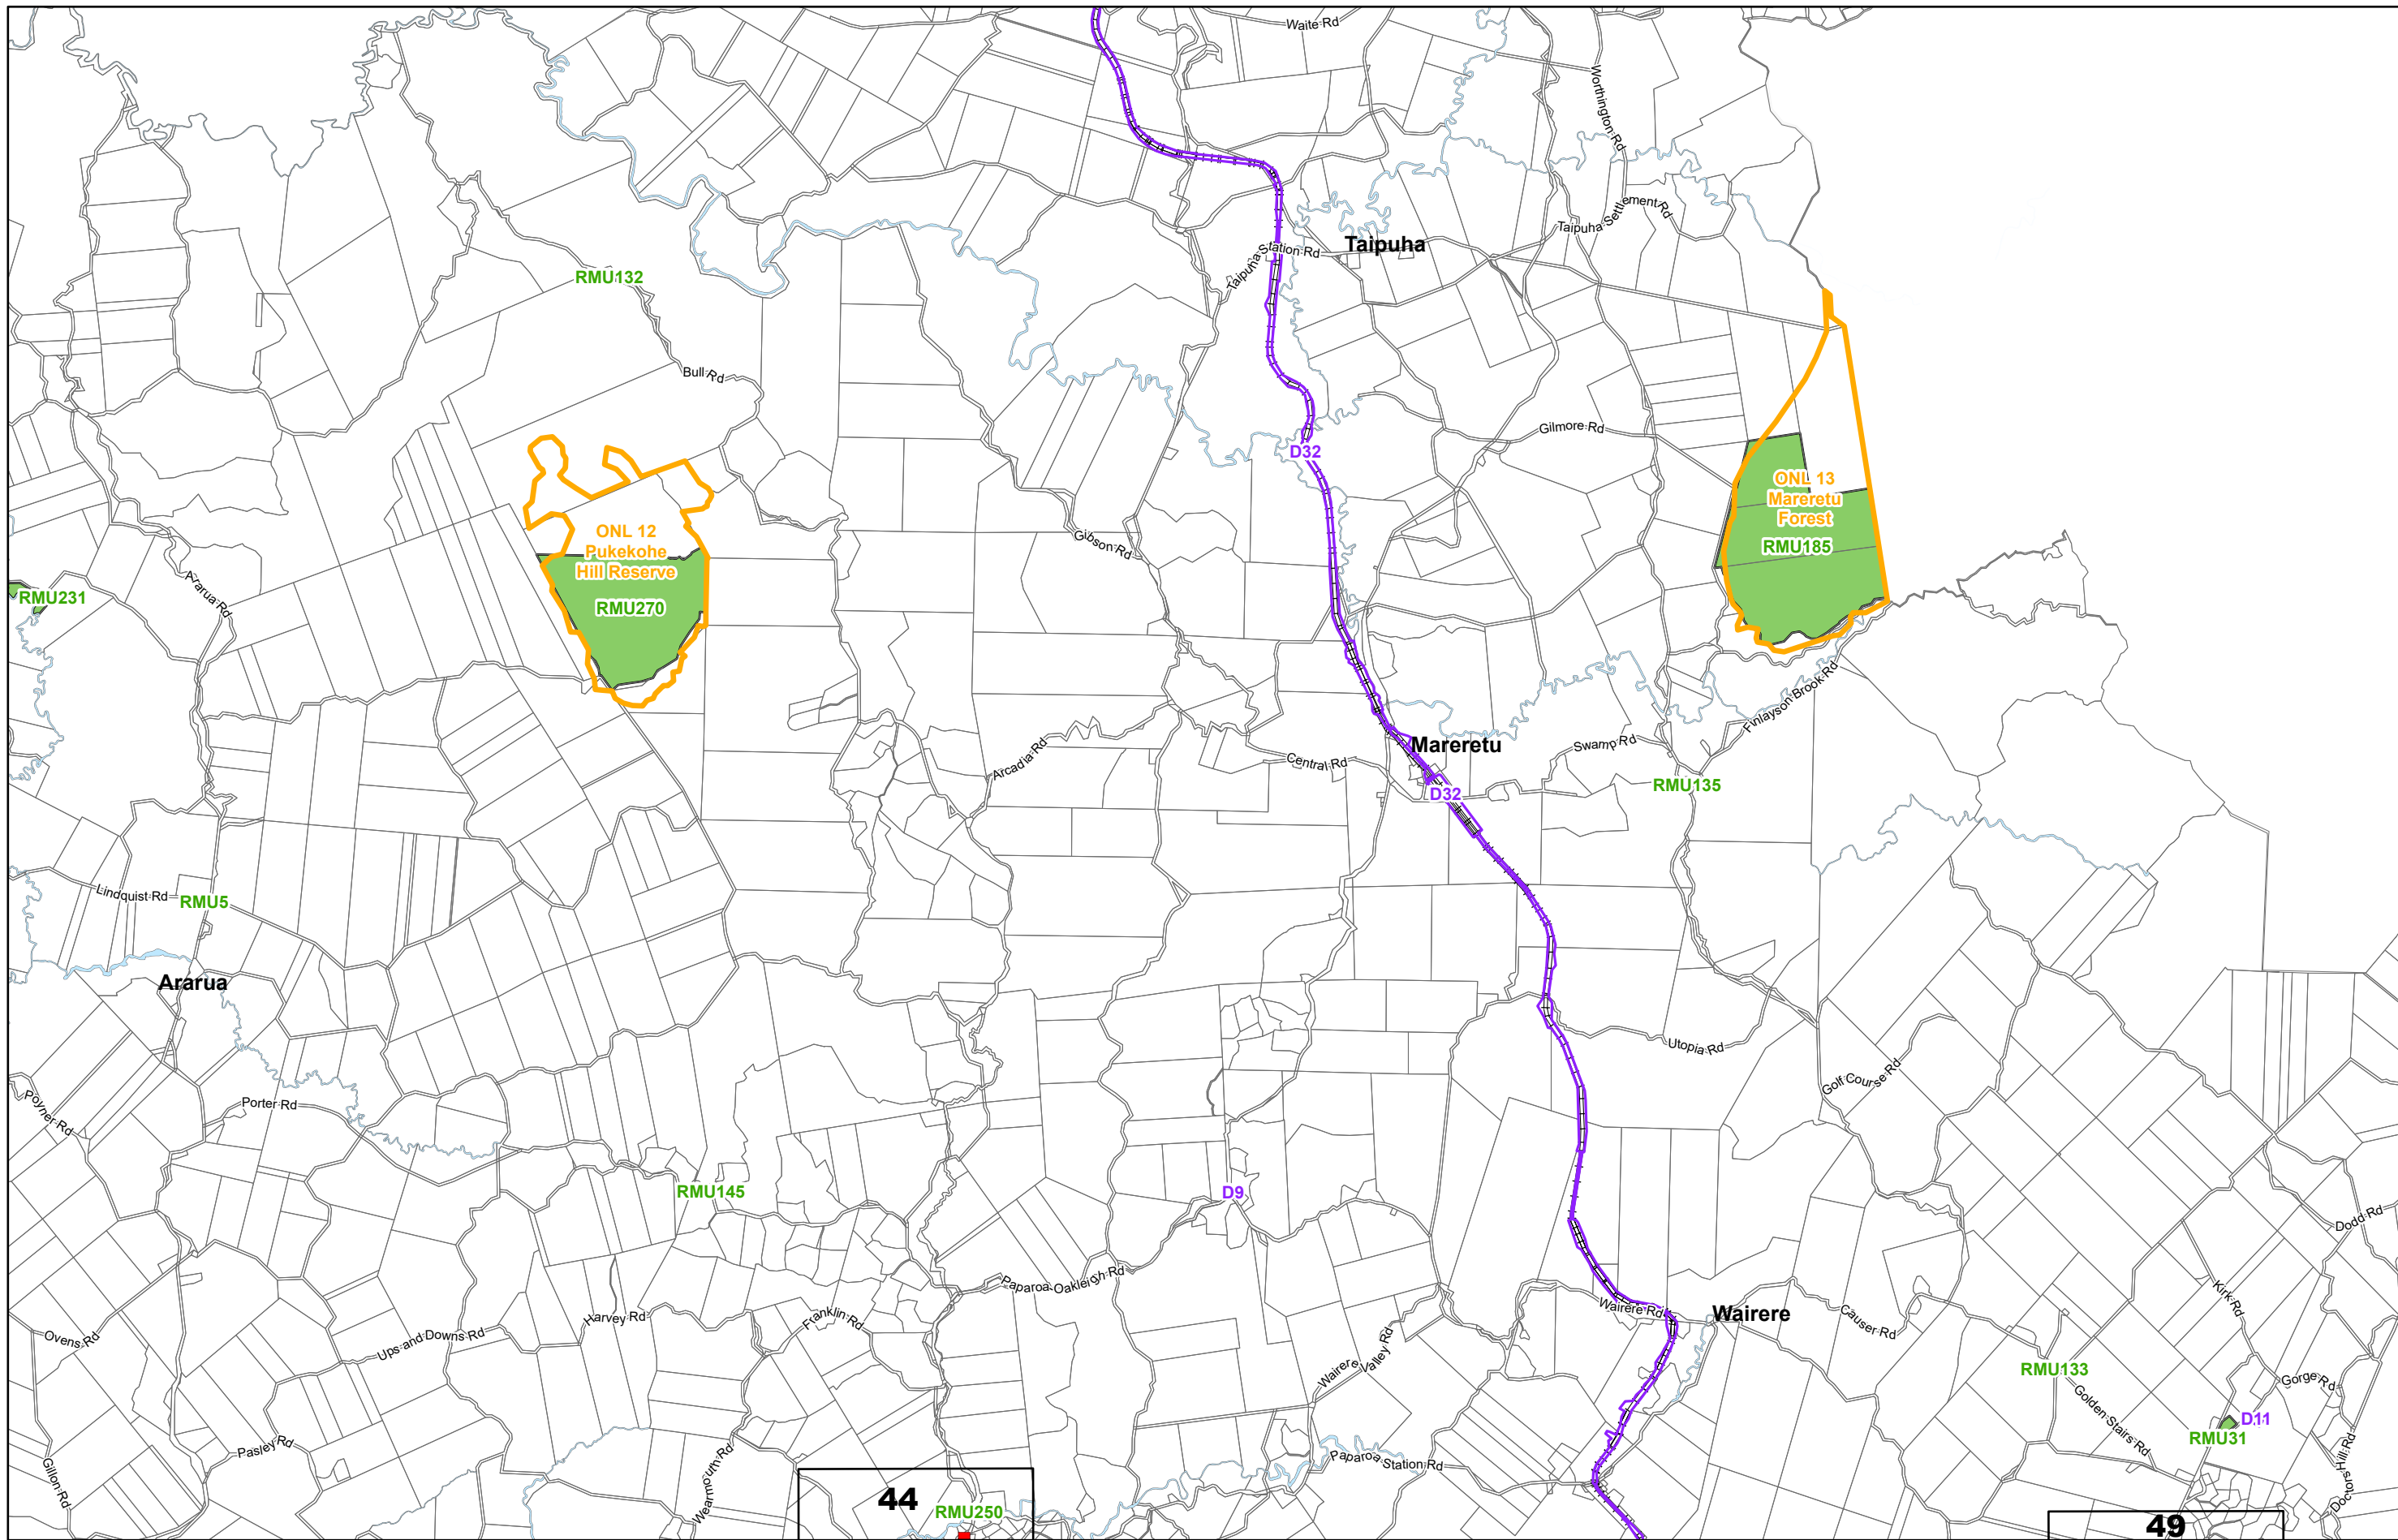 Waite Rd
Worthington Rd
Taipuha Settlement Rd
Taipuha
Taipuha Station Rd
RMU132
Bull Rd
Gilmore Rd
D32
ONL 13
Mareretu
Forest
RMU185
ONL 12
Pukekohe
Hill Reserve
RMU270
Gibson Rd
Ararua Rd
RMU231
Finlayson Brook Rd
Mareretu
Swamp Rd
Arcadia Rd
Central Rd
D32
RMU135
Lindquist Rd
RMU5
Ararua
Utopia Rd
Golf Course Rd
Poyner Rd
Porter Rd
RMU145
D9
Dodd Rd
Paparoa Oakleigh Rd
Kirk Rd
Wairere Rd
Wairere
Causer Rd
Harvey Rd
Franklin Rd
Ovens Rd
Ups and Downs Rd
Wairere Valley Rd
RMU133
Gorge Rd
Golden Stairs Rd
D11
RMU31
Pasley Rd
Gillon Rd
Wearmouth Rd
Paparoa Station Rd
Doctors Hill Rd
44
RMU250
49